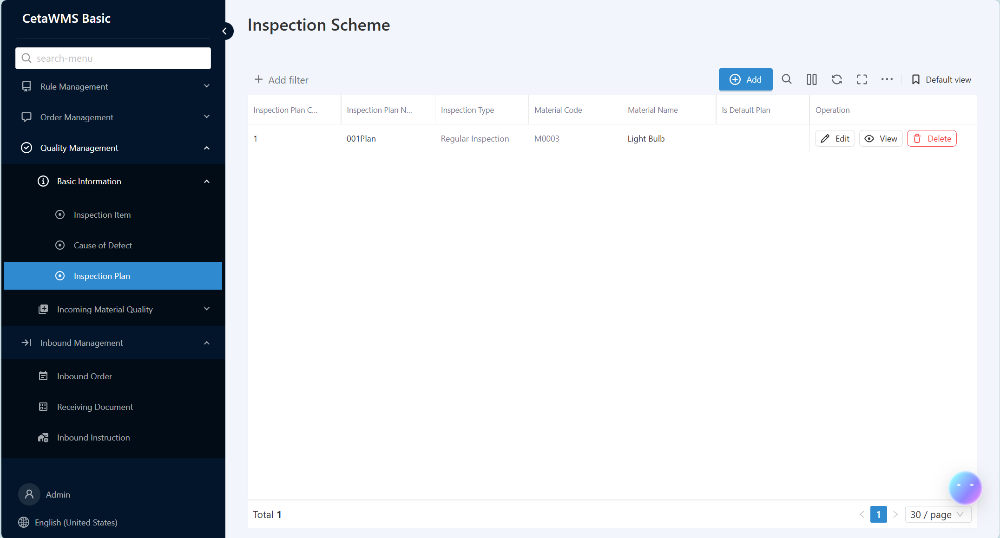 CetaWMS Basic
search-menu
Rule Management
Order Management
Quality Management
Basic Information
Inspection Item
Cause of Defect
Inspection Plan
Incoming Material Quality
Inbound Management
Inbound Order
Receiving Document
Inbound Instruction
Admin
English (United States)
Inspection Scheme
Add filter
Add
Default view
Inspection Plan C... Inspection Plan N... Inspection Type Material Code Material Name Is Default Plan Operation
1 001Plan Regular Inspection M0003 Light Bulb Edit View Delete
Total 1
1
30 / page